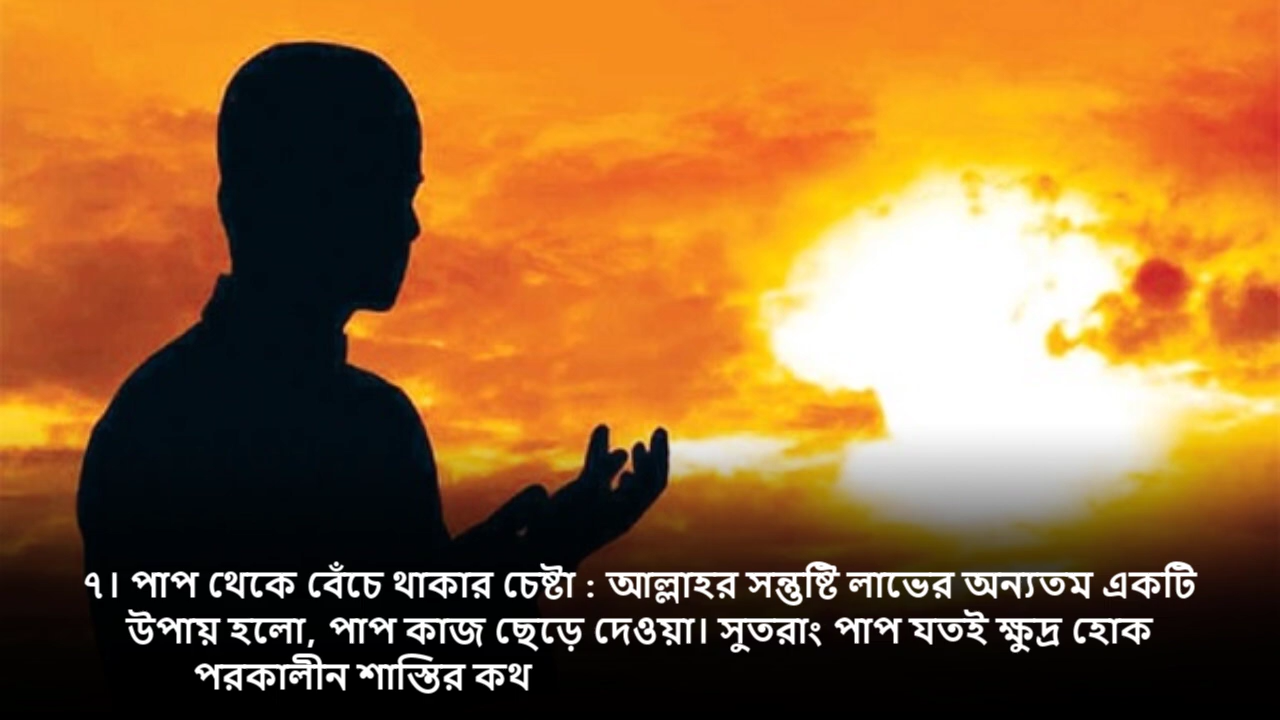 ৭। পাপ থেকে বেঁচে থাকার চেষ্টা : আল্লাহর সন্তুষ্টি লাভের অন্যতম একটি
উপায় হলো, পাপ কাজ ছেড়ে দেওয়া। সুতরাং পাপ যতই ক্ষুদ্র হোক
পরকালীন শাস্তির কথ